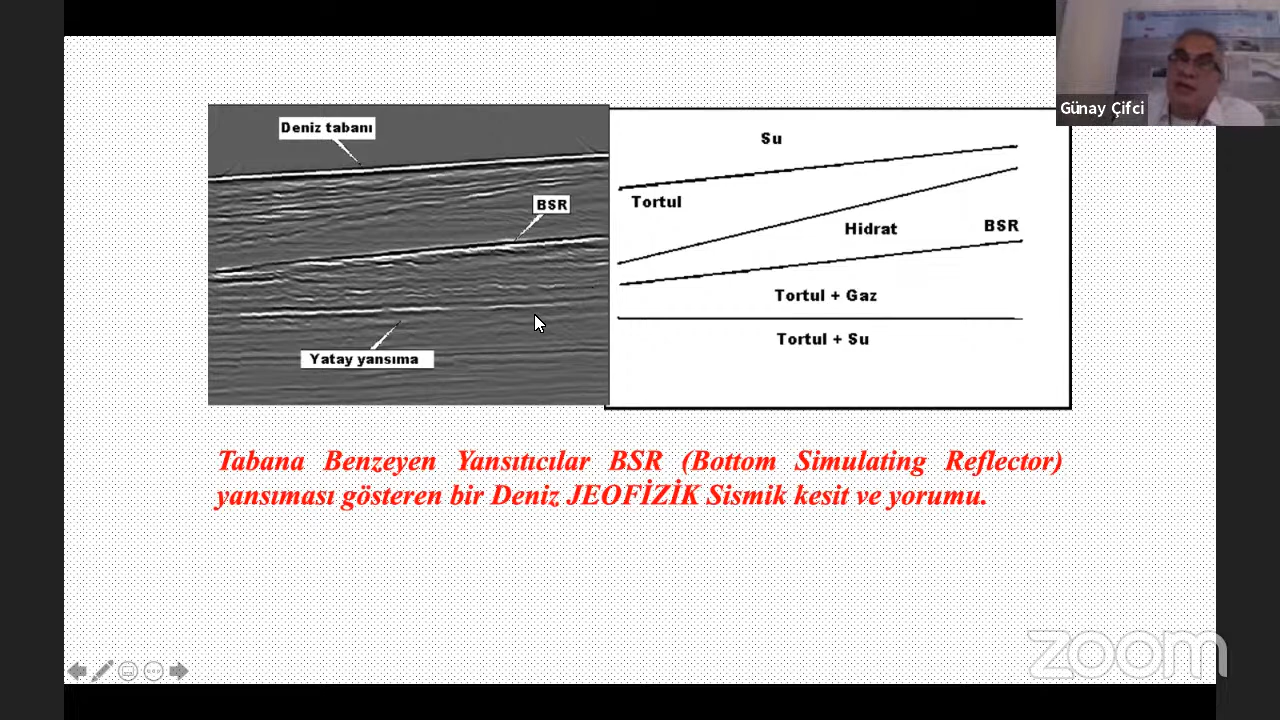 Günay Çifci
Deniz tabanı
BSR
Yatay yansıma
Su
Tortul
Hidrat
BSR
Tortul + Gaz
Tortul + Su
Tabana Benzeyen Yansıtıcılar BSR (Bottom Simulating Reflector)
yansıması gösteren bir Deniz JEOFİZİK Sismik kesit ve yorumu.
zoom